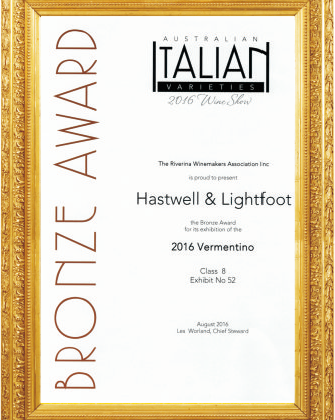 BRONZE AWARD
AUSTRALIAN
ITALIAN
VARIETIES
2016 Wine Show
The Riverina Winemakers Association Inc
is proud to present
Hastwell & Lightfoot
the Bronze Award
for its exhibition of the
2016 Vermentino
Class 8
Exhibit No 52
August 2016
Les Worland, Chief Steward